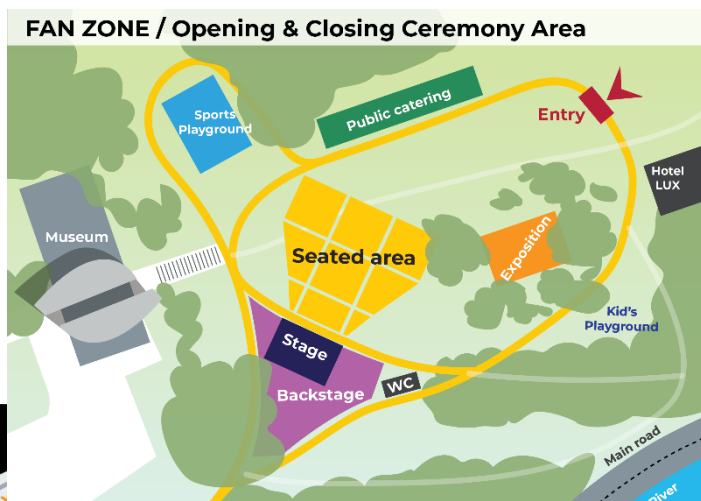 FAN ZONE / Opening & Closing Ceremony Area
Sports
Playground
Public catering
Entry
Hotel
LUX
Museum
Seated area
Exposition
Kid's
Playground
Stage
Backstage
WC
Main road
River